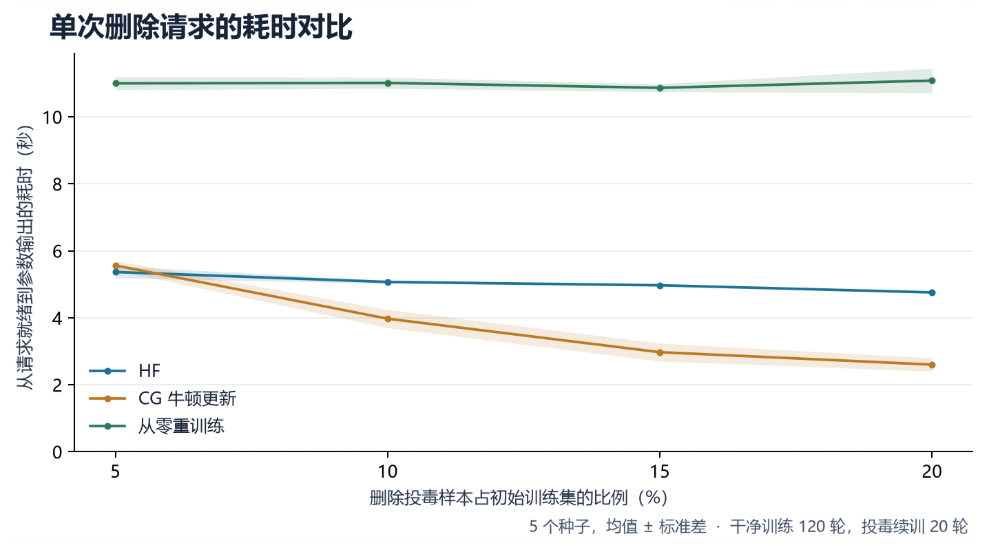 单次删除请求的耗时对比
从请求就绪到参数输出的耗时（秒）
10
8
6
4
2
0
HF
CG 牛顿更新
从零重训练
5
10
15
20
删除投毒样本占初始训练集的比例（%）
5 个种子，均值 ± 标准差 · 干净训练 120 轮，投毒续训 20 轮